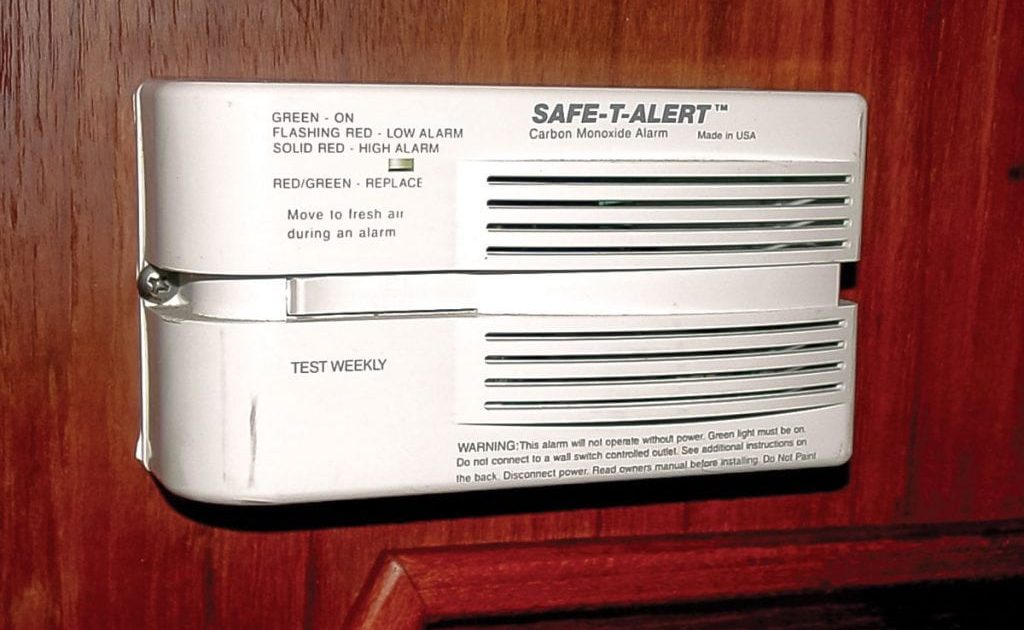 GREEN - ON
FLASHING RED - LOW ALARM
SOLID RED - HIGH ALARM
RED/GREEN - REPLACE
Move to fresh air
during an alarm
SAFE-T-ALERT™
Carbon Monoxide Alarm Made in USA
TEST WEEKLY
WARNING:This alarm will not operate without power. Green light must be on.
Do not connect to a wall switch controlled outlet. See additional instructions on
the back. Disconnect power. Read owners manual before installing. Do Not Paint